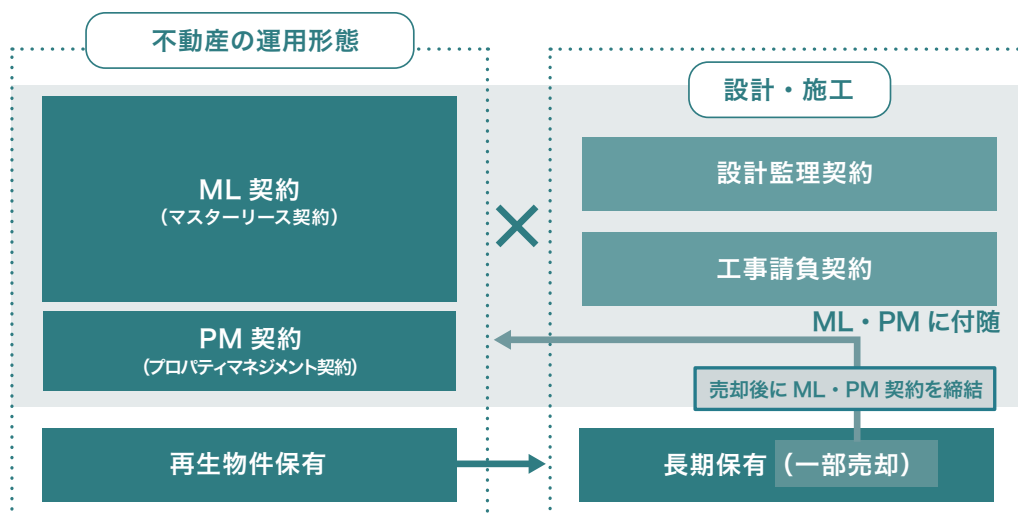 不動産の運用形態
ML 契約
（マスターリース契約）
PM 契約
（プロパティマネジメント契約）
再生物件保有
設計・施工
設計監理契約
工事請負契約
ML・PM に付随
売却後に ML・PM 契約を締結
長期保有（一部売却）